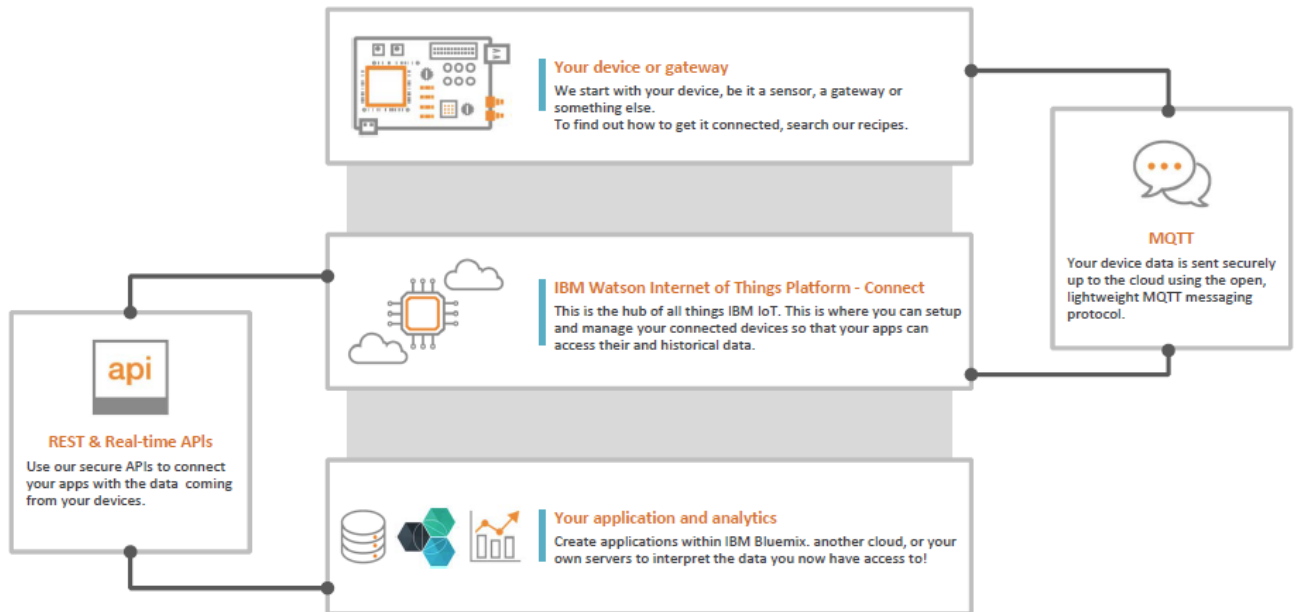 Your device or gateway
We start with your device, be it a sensor, a gateway or
something else.
To find out how to get it connected, search our recipes.
MQTT
Your device data is sent securely
up to the cloud using the open,
lightweight MQTT messaging
protocol.
IBM Watson Internet of Things Platform - Connect
This is the hub of all things IBM IoT. This is where you can setup
and manage your connected devices so that your apps can
access their and historical data.
api
REST & Real-time APIs
Use our secure APIs to connect
your apps with the data coming
from your devices.
Your application and analytics
Create applications within IBM Bluemix. another cloud, or your
own servers to interpret the data you now have access to!